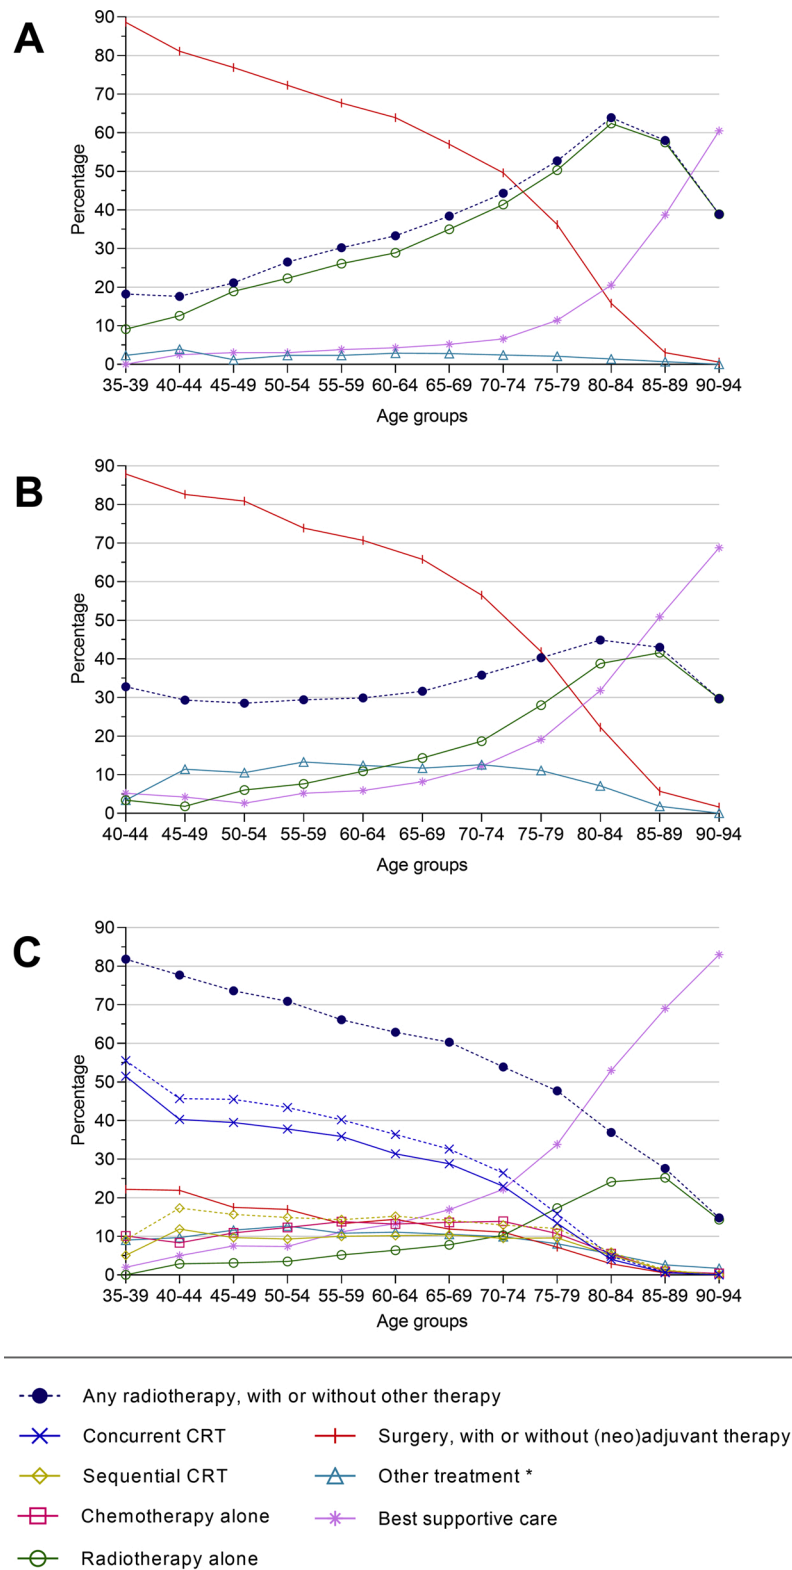 A
90
80
70
60
50
40
30
20
10
0
Percentage
35-39 40-44 45-49 50-54 55-59 60-64 65-69 70-74 75-79 80-84 85-89 90-94
Age groups
B
90
80
70
60
50
40
30
20
10
0
Percentage
40-44 45-49 50-54 55-59 60-64 65-69 70-74 75-79 80-84 85-89 90-94
Age groups
C
90
80
70
60
50
40
30
20
10
0
Percentage
35-39 40-44 45-49 50-54 55-59 60-64 65-69 70-74 75-79 80-84 85-89 90-94
Age groups
Any radiotherapy, with or without other therapy
Concurrent CRT
Surgery, with or without (neo)adjuvant therapy
Sequential CRT
Other treatment *
Chemotherapy alone
Best supportive care
Radiotherapy alone